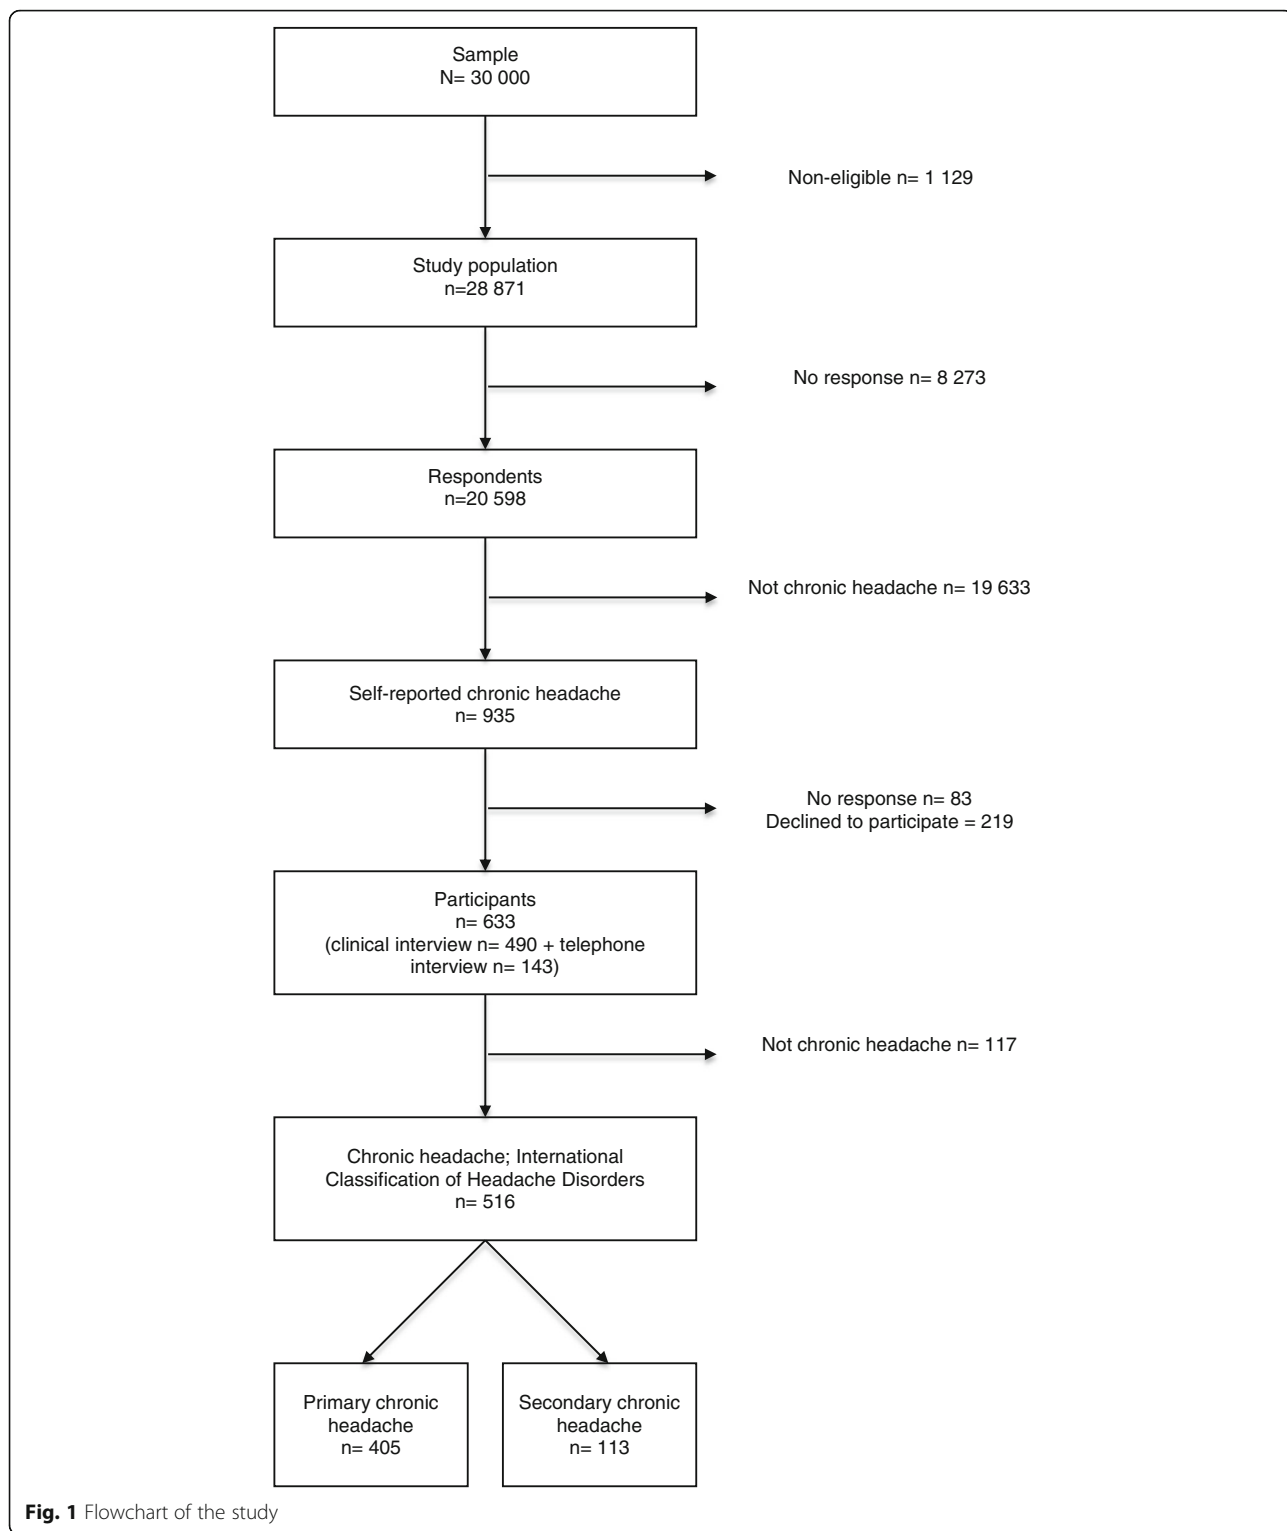 Sample
N= 30 000
Non-eligible n= 1 129
Study population
n=28 871
No response n= 8 273
Respondents
n=20 598
Not chronic headache n= 19 633
Self-reported chronic headache
n= 935
No response n= 83
Declined to participate = 219
Participants
n= 633
(clinical interview n= 490 + telephone
interview n= 143)
Not chronic headache n= 117
Chronic headache; International
Classification of Headache Disorders
n= 516
Primary chronic
headache
n= 405
Secondary chronic
headache
n= 113
Fig. 1 Flowchart of the study